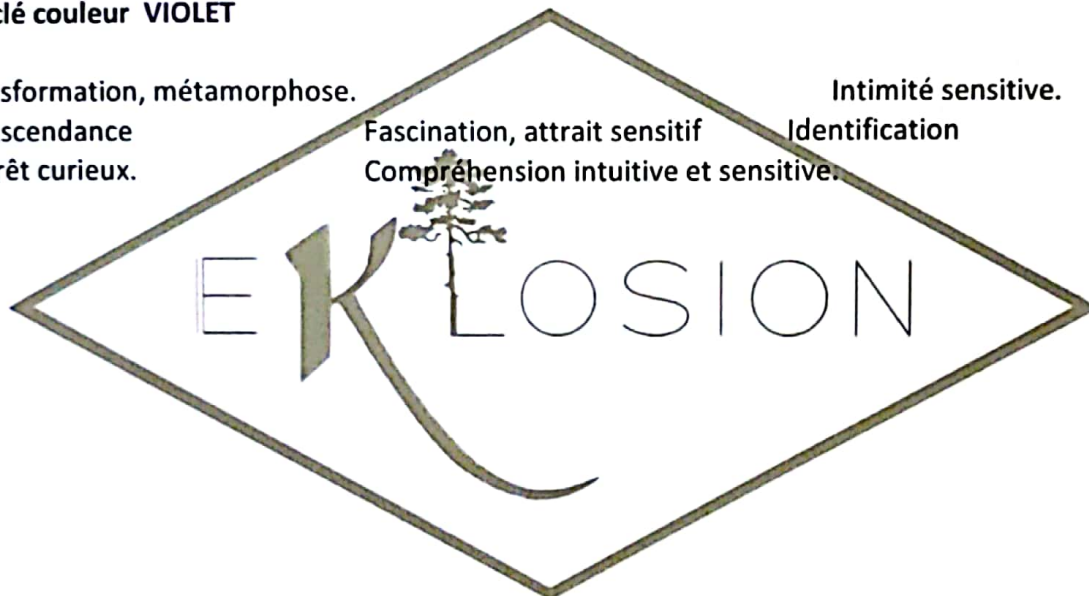 clé couleur VIOLET
sformation, métamorphose. Intimité sensitive.
scendance Fascination, attrait sensitif Identification
rêt curieux. Compréhension intuitive et sensitive.
EKLOSION